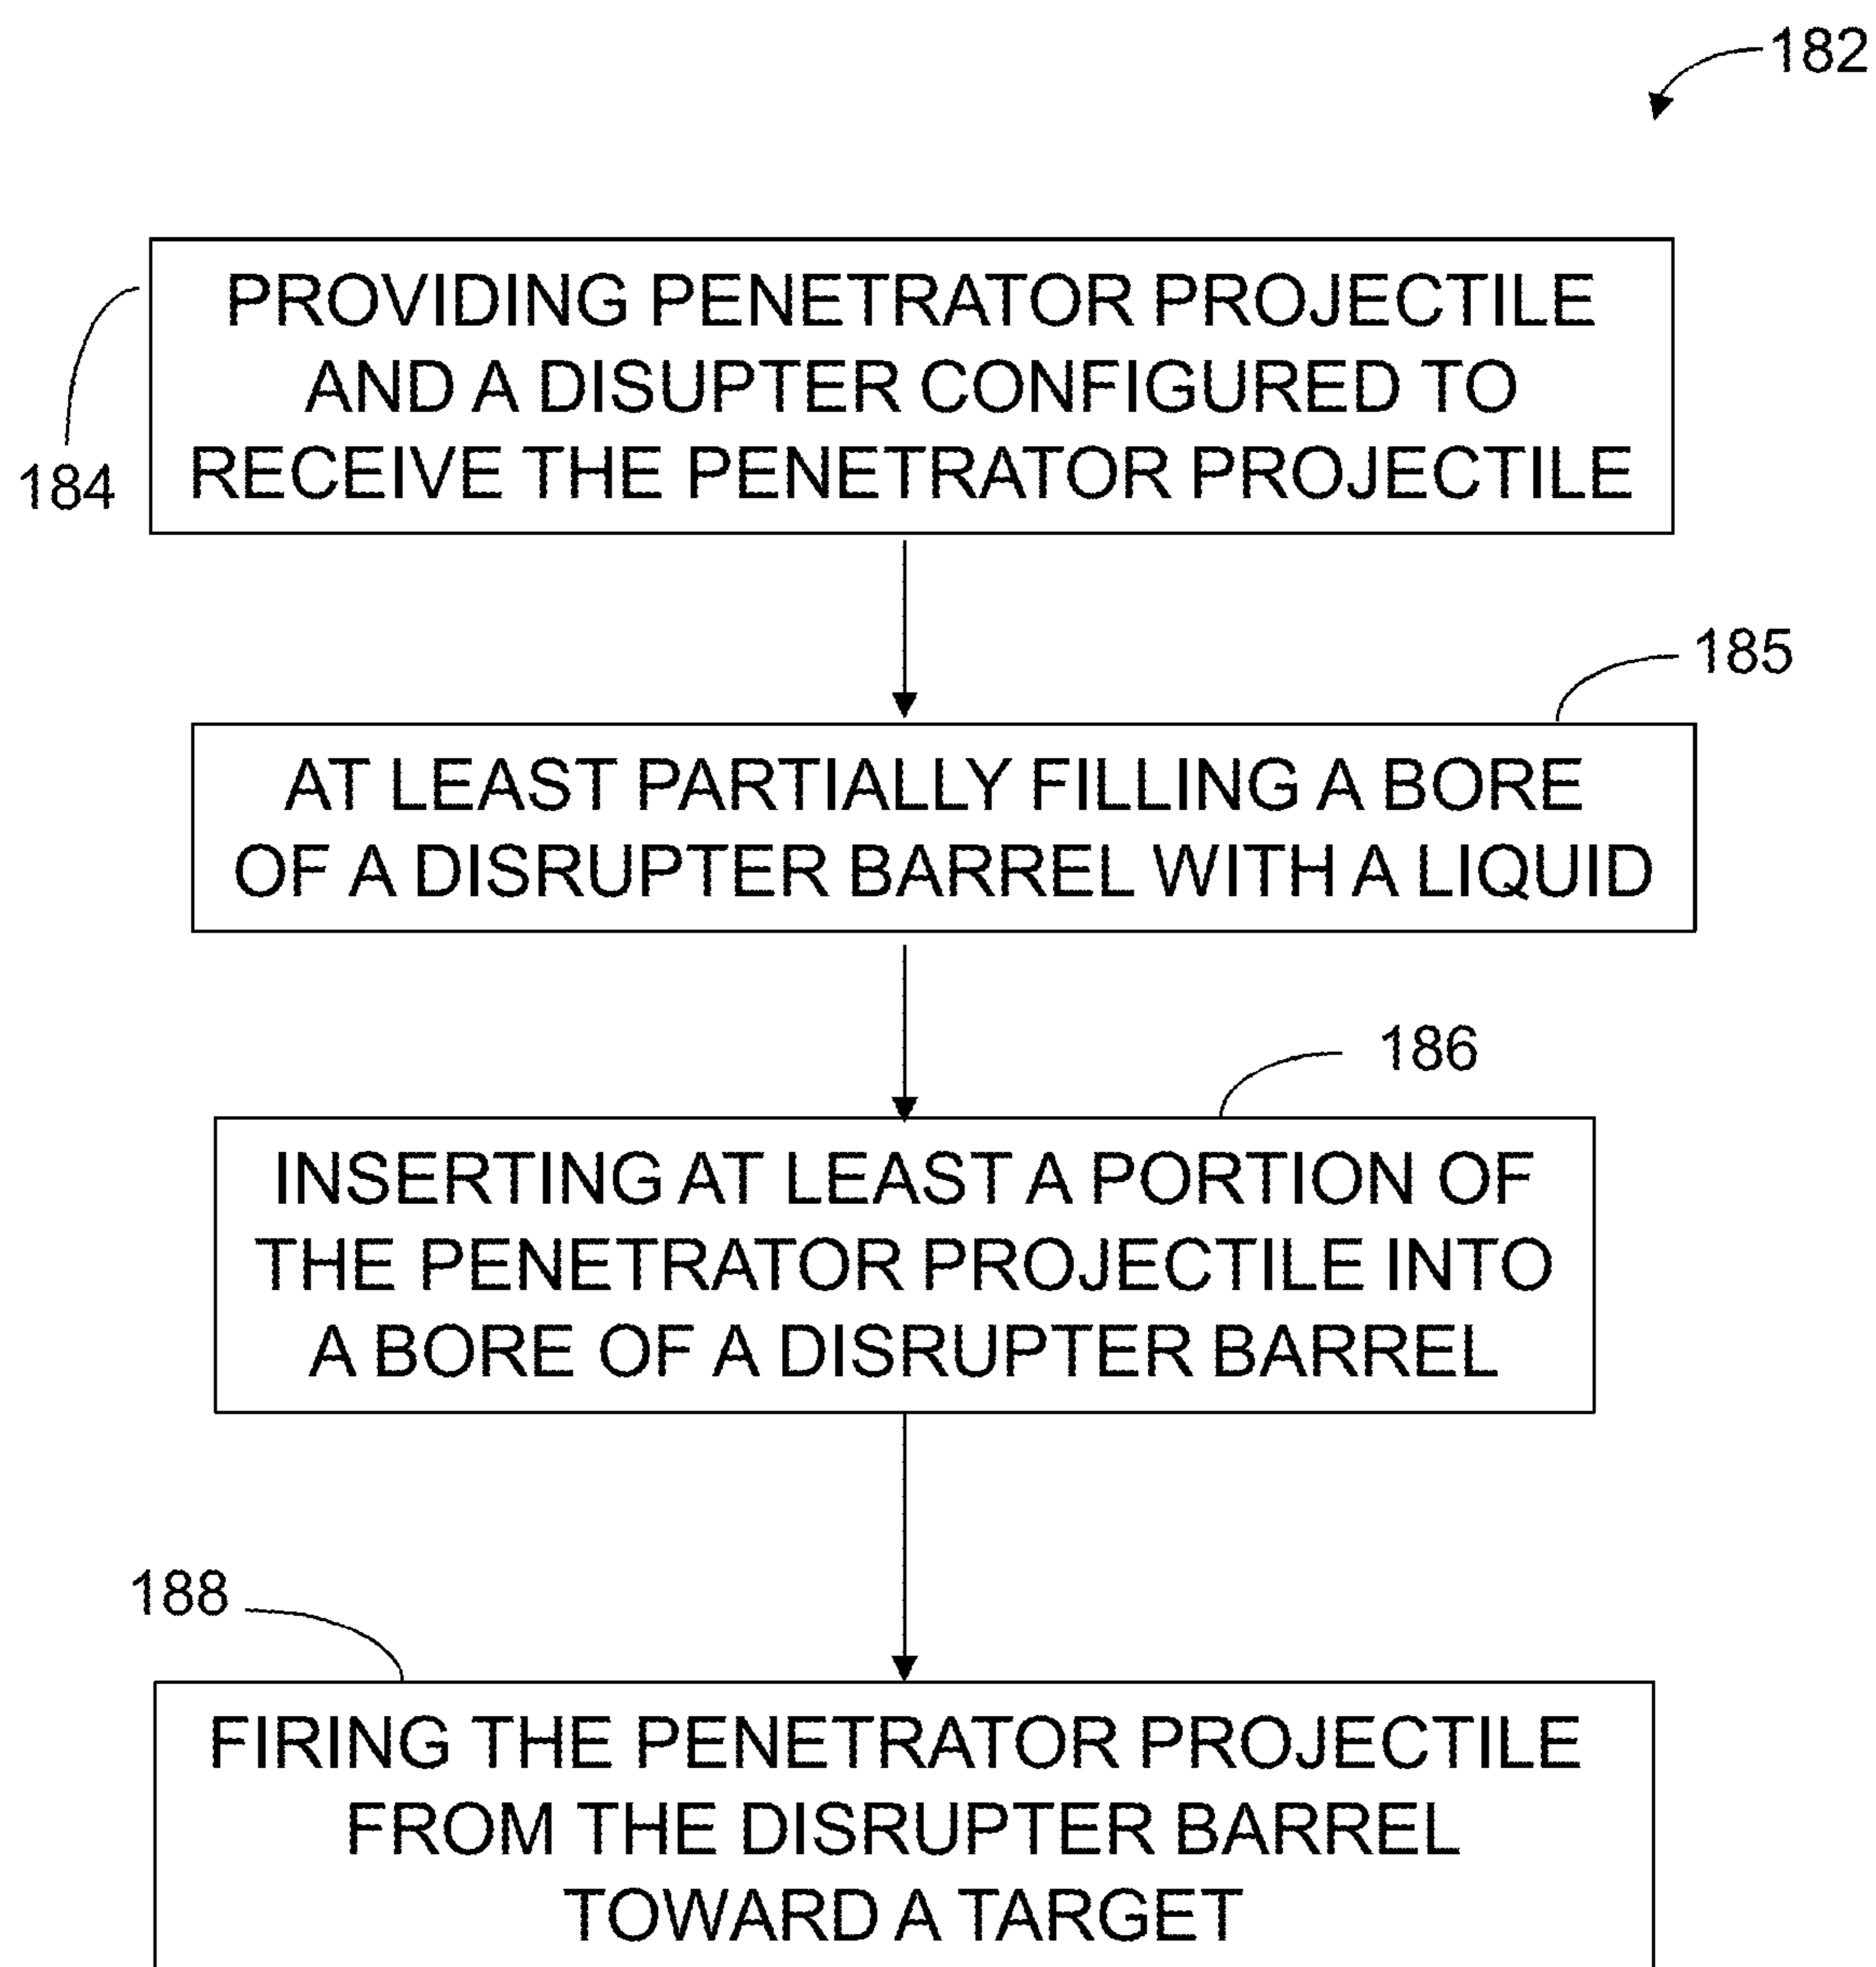 182
PROVIDING PENETRATOR PROJECTILE
AND A DISUPTER CONFIGURED TO
RECEIVE THE PENETRATOR PROJECTILE
184
185
AT LEAST PARTIALLY FILLING A BORE
OF A DISRUPTER BARREL WITH A LIQUID
186
INSERTING AT LEAST A PORTION OF
THE PENETRATOR PROJECTILE INTO
A BORE OF A DISRUPTER BARREL
188
FIRING THE PENETRATOR PROJECTILE
FROM THE DISRUPTER BARREL
TOWARD A TARGET